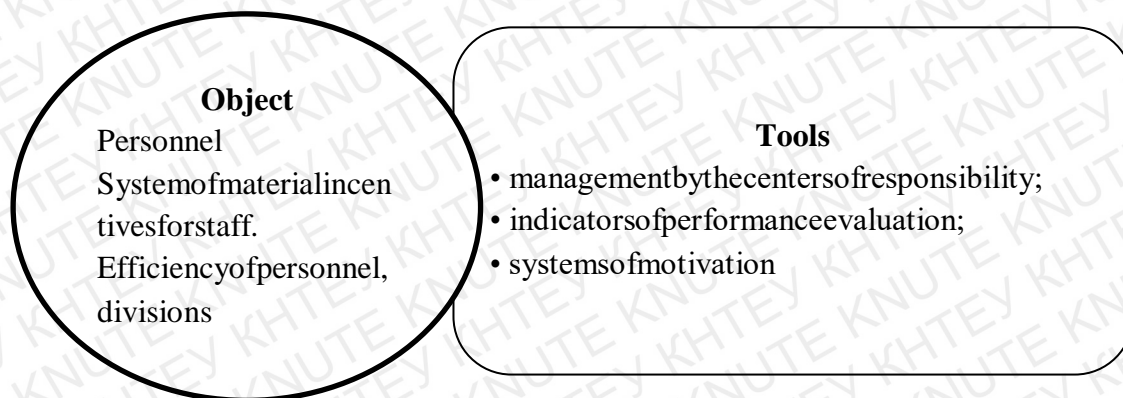 Object
Personnel
Systemofmaterialincen
tivesforstaff.
Efficiencyofpersonnel,
divisions
Tools
• managementbythecentersofresponsibility;
• indicatorsofperformanceevaluation;
• systemsofmotivation